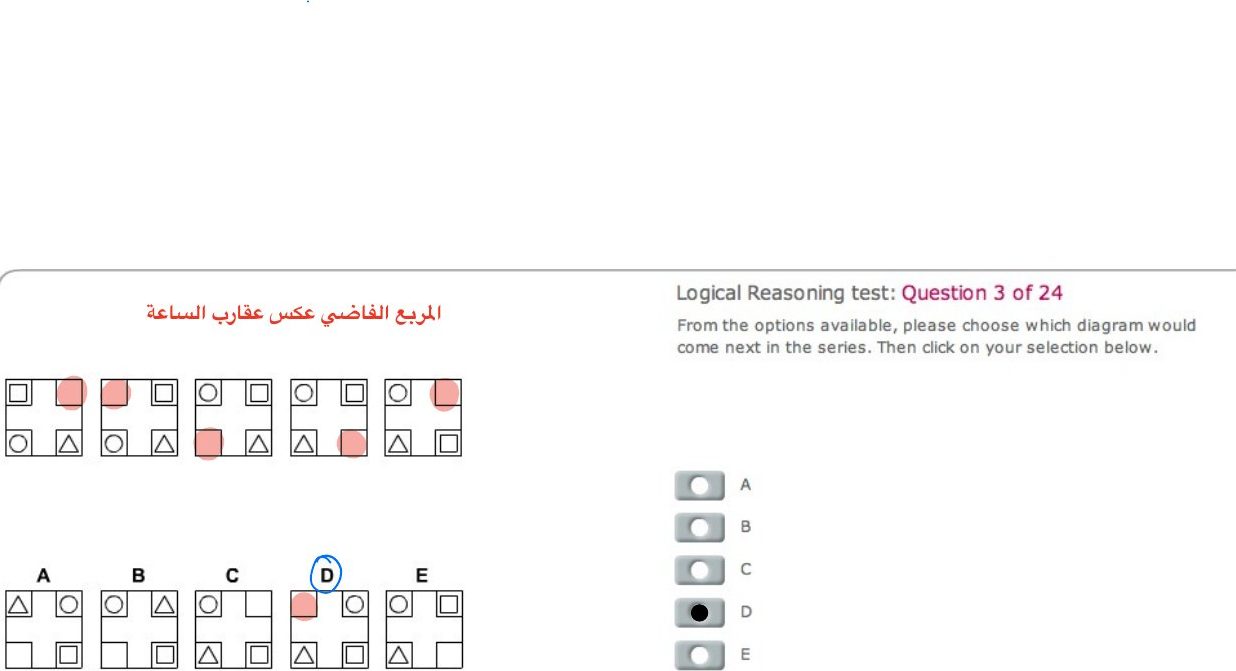 Logical Reasoning test: Question 3 of 24
From the options available, please choose which diagram would
come next in the series. Then click on your selection below.
المربع الفاضي عكس عقارب الساعة
A B C D E
A
B
C
D
E